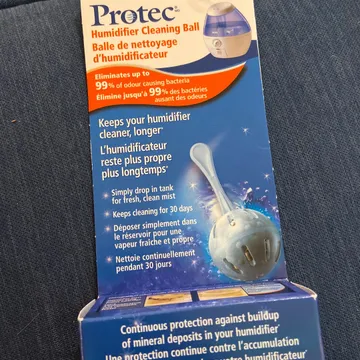 Protec
Humidifier Cleaning Ball
Balle de nettoyage
d'humidificateur
Eliminates up to
99% of odour causing bacteria
Élimine jusqu'à 99% des bactéries
ausant des odeurs
Keeps your humidifier
cleaner, longer*
L'humidificateur
reste plus propre
plus longtemps*
• Simply drop in tank
for fresh, clean mist
• Keeps cleaning for 30 days
• Déposer simplement dans
le réservoir pour une
vapeur fraîche et propre
• Nettoie continuellement
pendant 30 jours
Continuous protection against buildup
of mineral deposits in your humidifier
Une protection continue contre l'accumulation
votre humidificateur